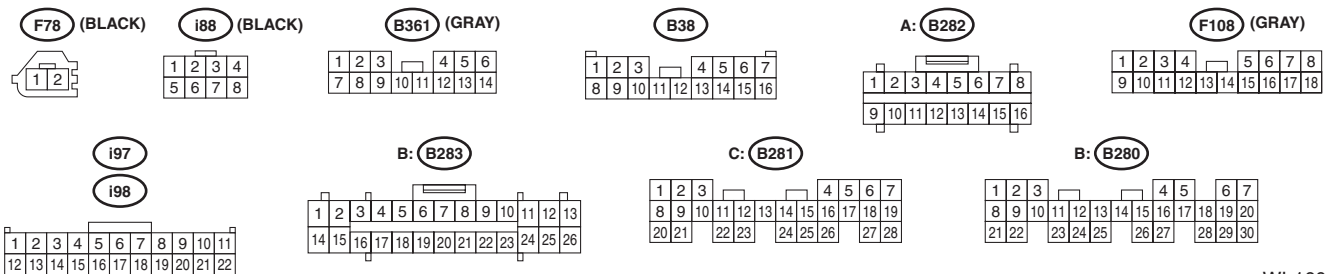 F78 (BLACK) i88 (BLACK) B361 (GRAY) B38 A: B282 F108 (GRAY)
1 2
1 2 3 4
5 6 7 8
1 2 3 4 5 6
7 8 9 10 11 12 13 14
1 2 3 4 5 6 7
8 9 10 11 12 13 14 15 16
1 2 3 4 5 6 7 8
9 10 11 12 13 14 15 16
1 2 3 4 5 6 7 8
9 10 11 12 13 14 15 16 17 18
i97
i98
1 2 3 4 5 6 7 8 9 10 11
12 13 14 15 16 17 18 19 20 21 22
B: B283
1 2 3 4 5 6 7 8 9 10 11 12 13
14 15 16 17 18 19 20 21 22 23 24 25 26
C: B281
1 2 3 4 5 6 7
8 9 10 11 12 13 14 15 16 17 18 19
20 21 22 23 24 25 26 27 28
B: B280
1 2 3 4 5 6 7
8 9 10 11 12 13 14 15 16 17 18 19 20
21 22 23 24 25 26 27 28 29 30